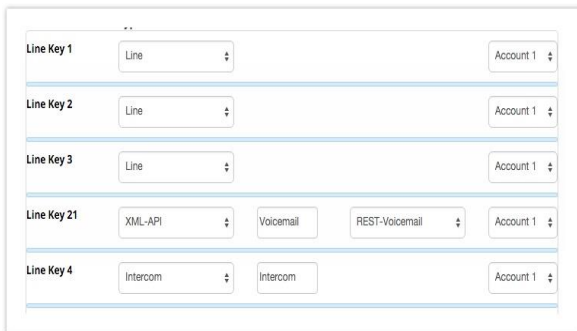 Line Key 1 Line Account 1
Line Key 2 Line Account 1
Line Key 3 Line Account 1
Line Key 21 XML-API Voicemail REST-Voicemail Account 1
Line Key 4 Intercom Intercom Account 1